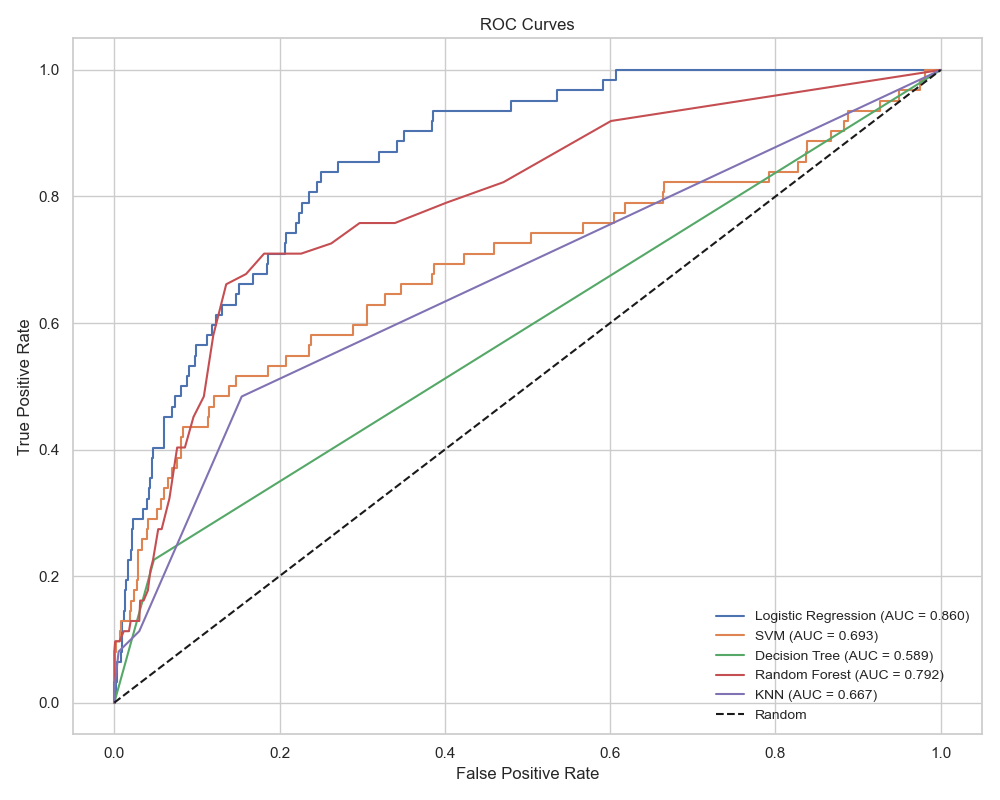 ROC Curves
1.0
0.8
0.6
0.4
0.2
0.0
True Positive Rate
Logistic Regression (AUC = 0.860)
SVM (AUC = 0.693)
Decision Tree (AUC = 0.589)
Random Forest (AUC = 0.792)
KNN (AUC = 0.667)
Random
0.0 0.2 0.4 0.6 0.8 1.0
False Positive Rate